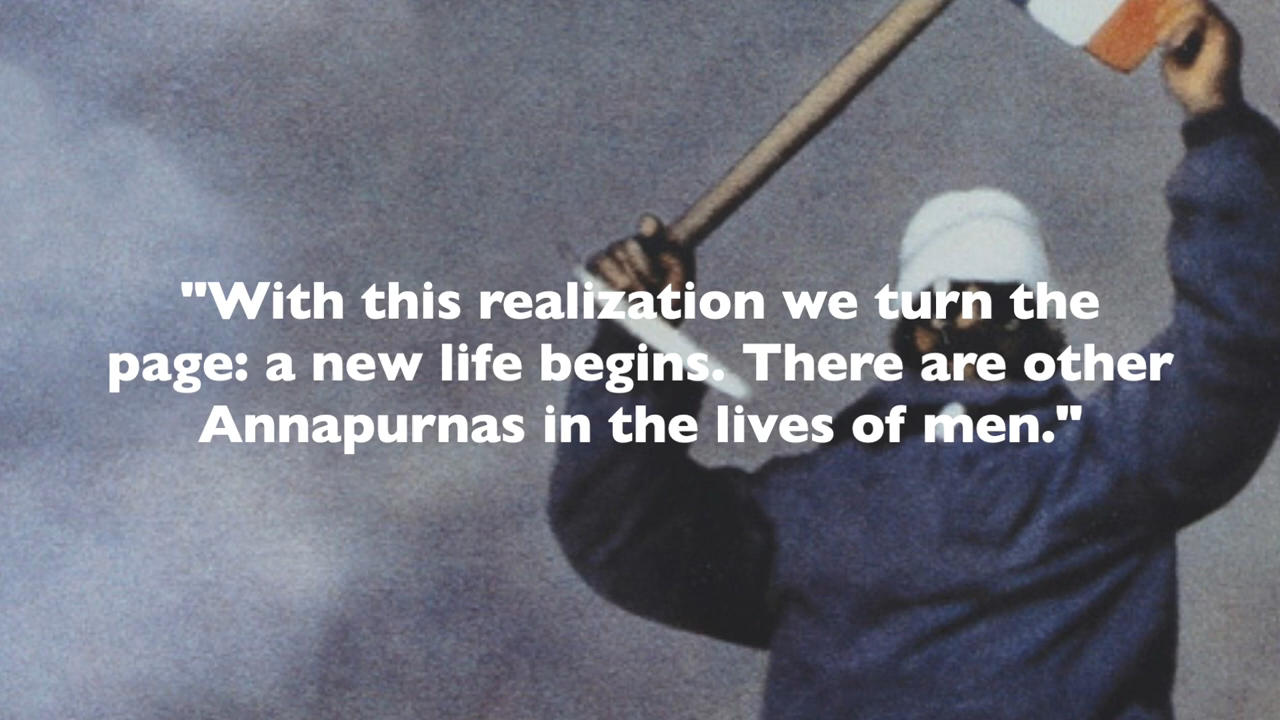 "With this realization we turn the
page: a new life begins. There are other
Annapurnas in the lives of men."